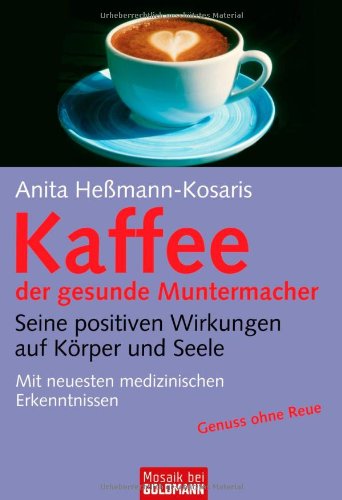 Urheberrechtlich geschütztes Material
Anita Heßmann-Kosaris
Kaffee
der gesunde Muntermacher
Seine positiven Wirkungen
auf Körper und Seele
Mit neuesten medizinischen
Erkenntnissen
Genuss ohne Reue
Mosaik bei
GOLDMANN